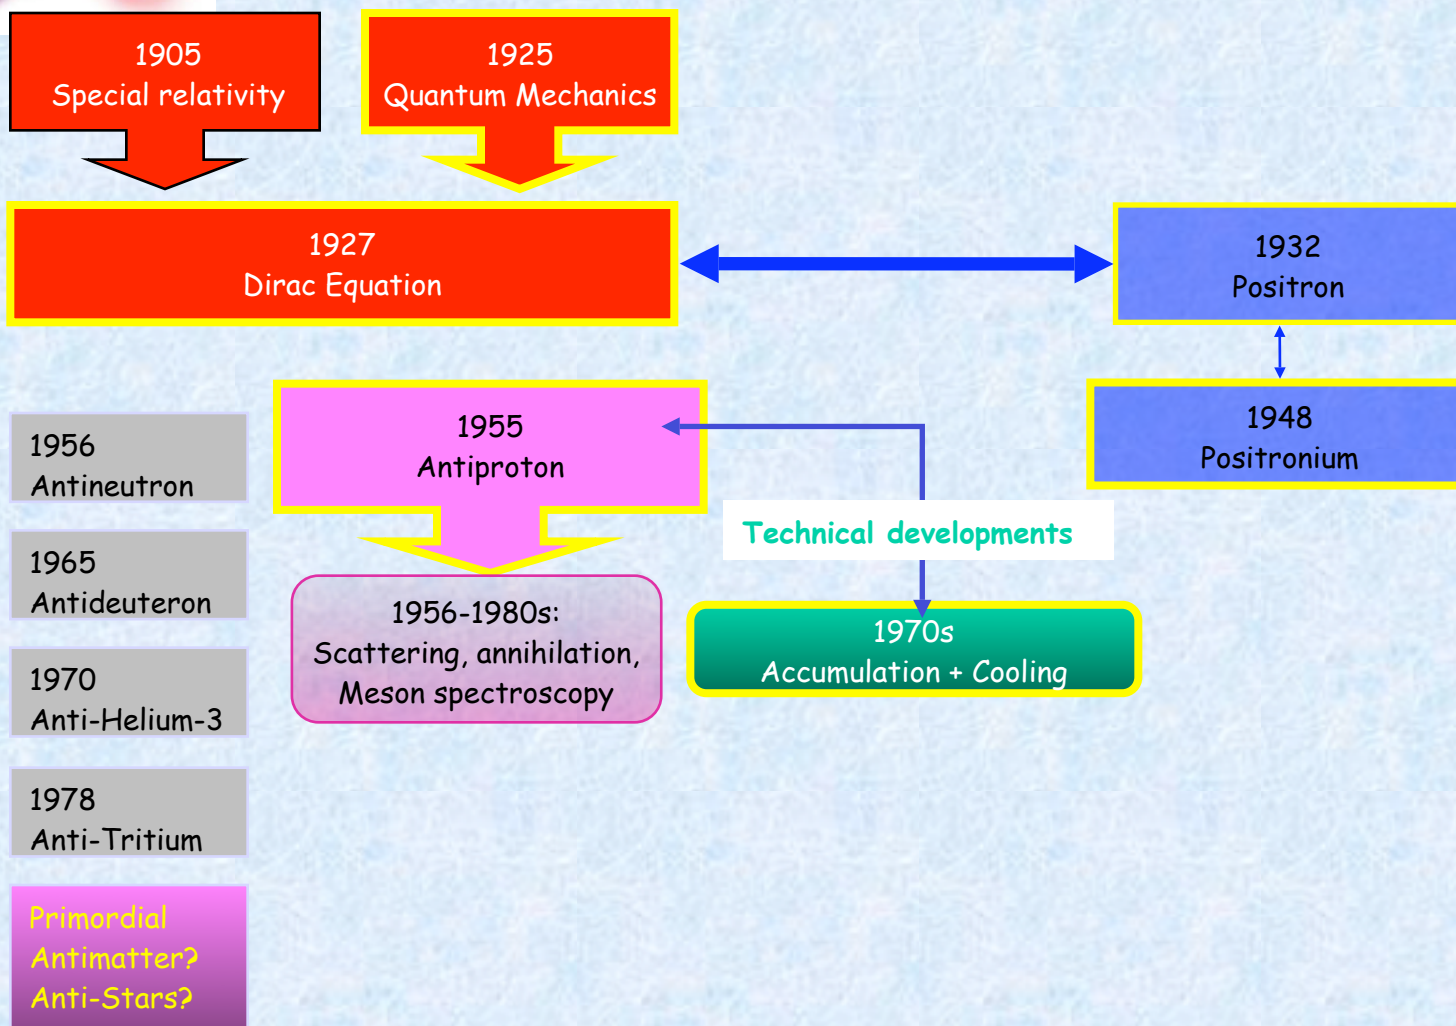 1905
Special relativity
1925
Quantum Mechanics
1927
Dirac Equation
1932
Positron
1948
Positronium
1955
Antiproton
1956
Antineutron
Technical developments
1965
Antideuteron
1956-1980s:
Scattering, annihilation,
Meson spectroscopy
1970s
Accumulation + Cooling
1970
Anti-Helium-3
1978
Anti-Tritium
Primordial
Antimatter?
Anti-Stars?